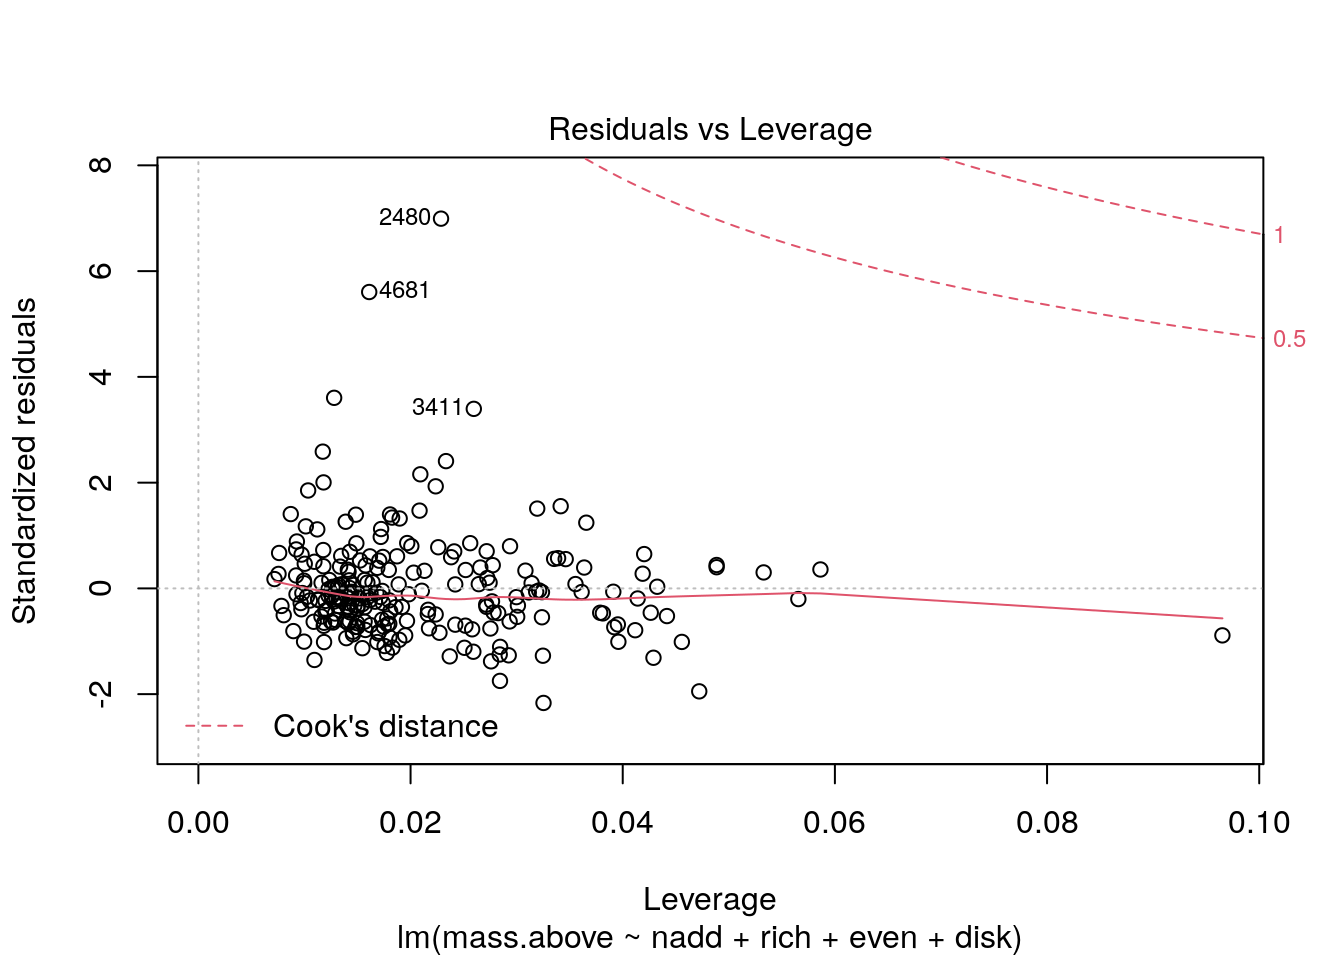 Residuals vs Leverage
Standardized residuals
8
6
4
2
0
-2
2480
4681
3411
1
0.5
Cook's distance
0.00 0.02 0.04 0.06 0.08 0.10
Leverage
lm(mass.above ~ nadd + rich + even + disk)